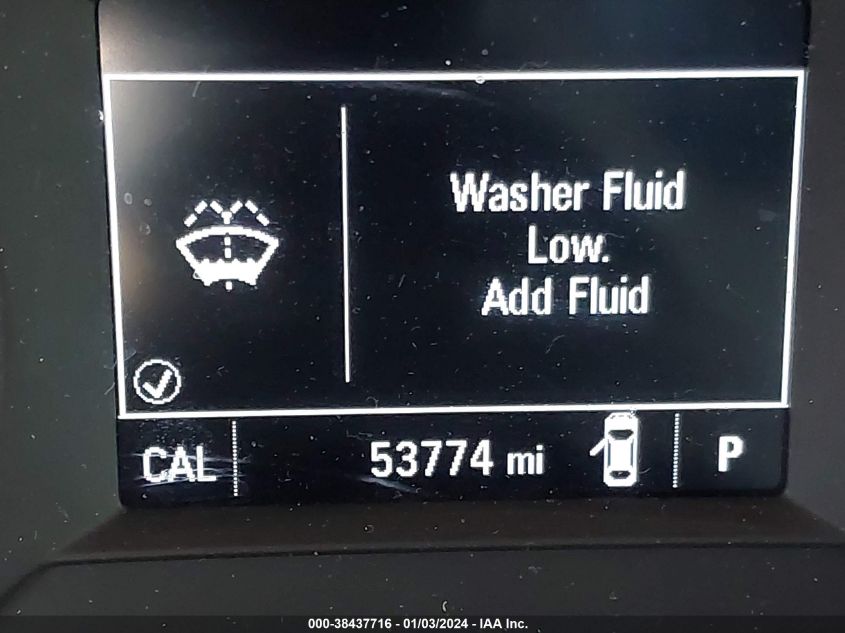 Washer Fluid
Low.
Add Fluid
CAL 53774 mi P
000-38437716 - 01/03/2024 - IAA Inc.